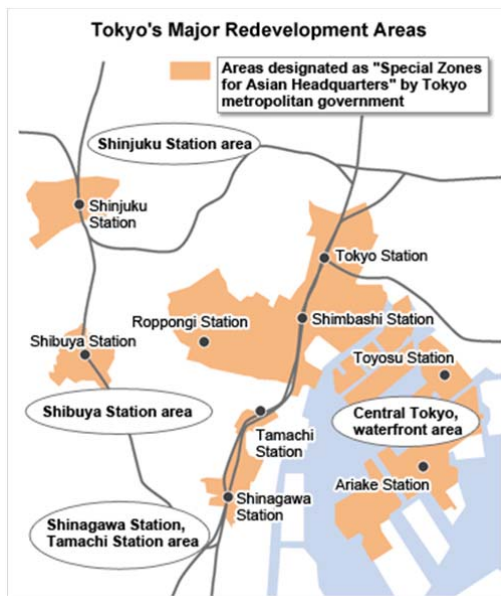 Tokyo's Major Redevelopment Areas
Areas designated as "Special Zones
for Asian Headquarters" by Tokyo
metropolitan government
Shinjuku Station area
Shinjuku
Station
Tokyo Station
Roppongi Station
Shimbashi Station
Shibuya Station
Toyosu Station
Shibuya Station area
Central Tokyo,
waterfront area
Tamachi
Station
Ariake Station
Shinagawa
Station
Shinagawa Station,
Tamachi Station area